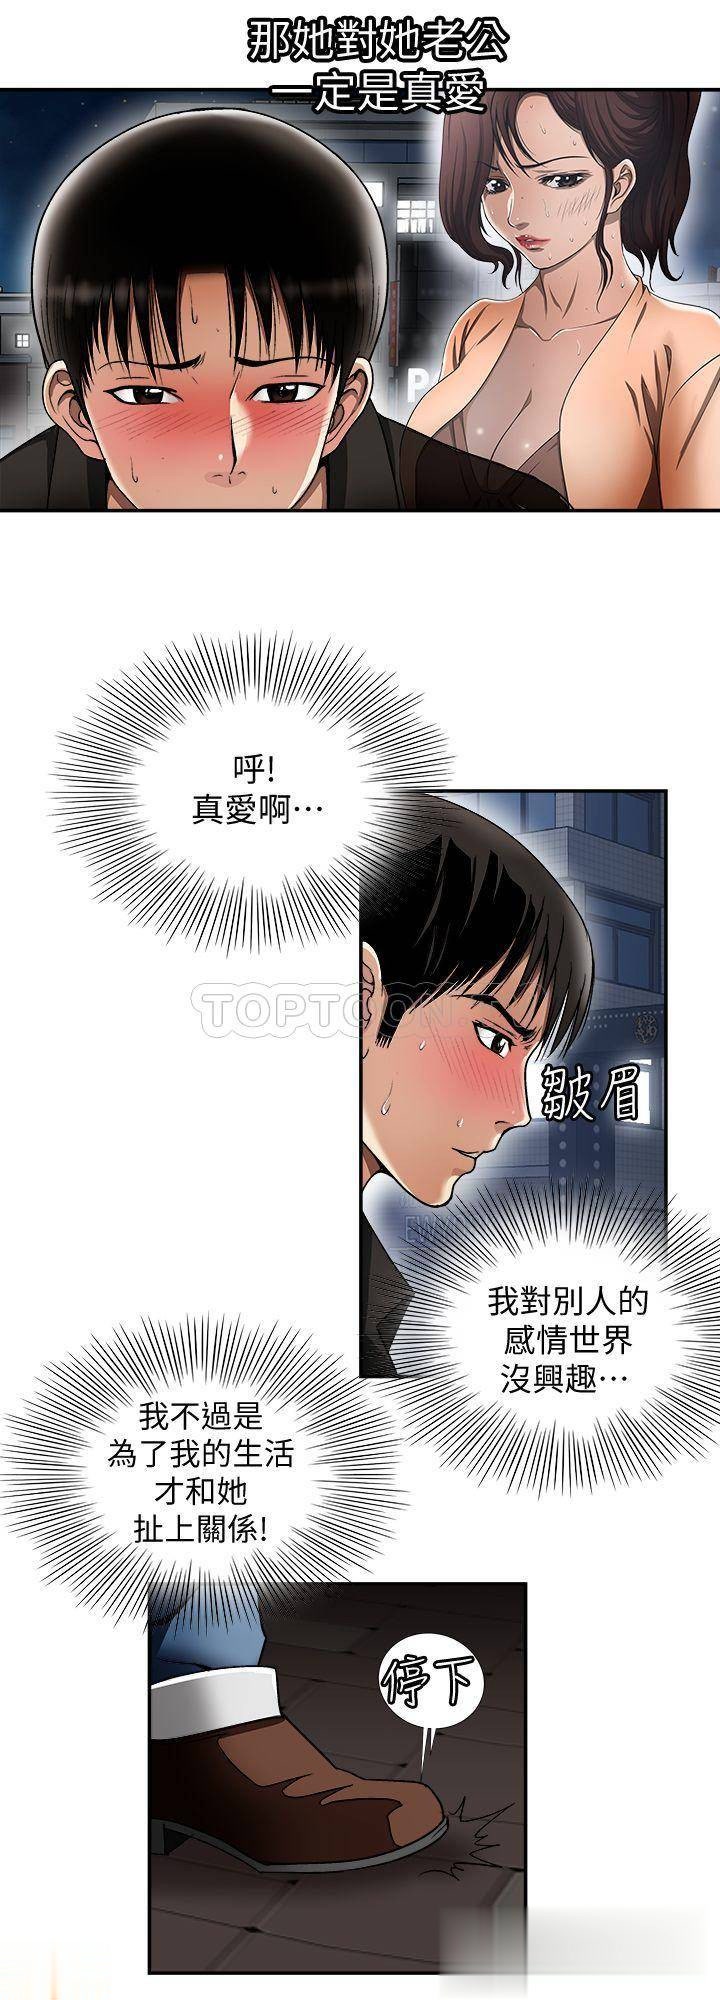 那她對她老公
一定是真愛
呼!
真愛啊⋯
TOPTOON
皺眉
我對別人的
感情世界
沒興趣⋯
我不過是
為了我的生活
才和她
扯上關係!
停下